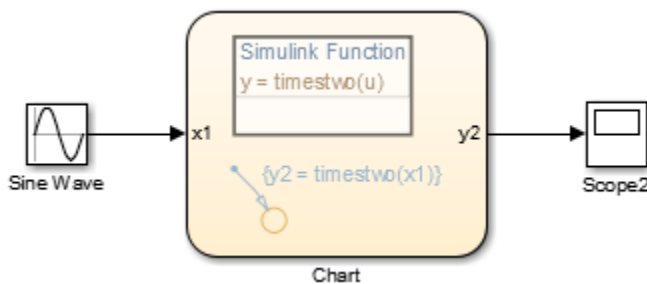 Simulink Function
y = timestwo(u)
x1
y2
{y2 = timestwo(x1)}
Sine Wave
Scope2
Chart